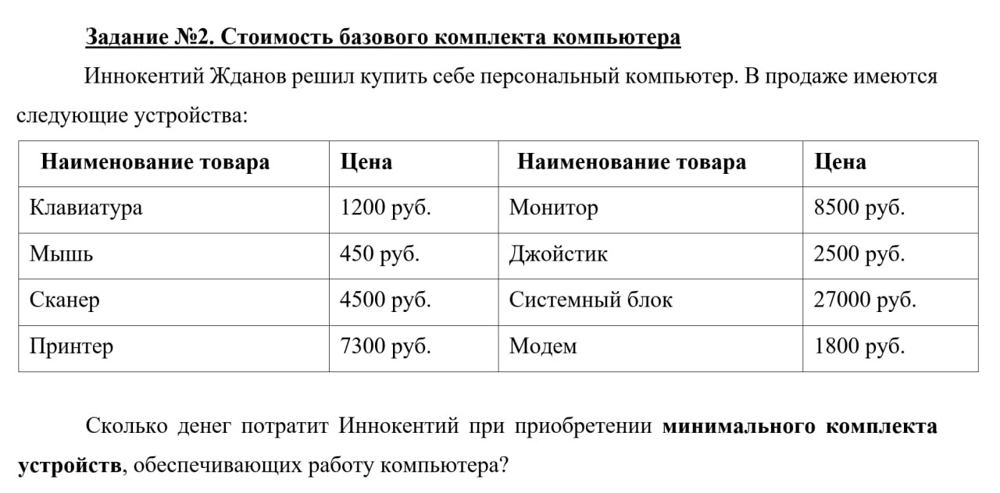 Задание №2. Стоимость базового комплекта компьютера
Иннокентий Жданов решил купить себе персональный компьютер. В продаже имеются
следующие устройства:
Наименование товара Цена Наименование товара Цена
Клавиатура 1200 руб. Монитор 8500 руб.
Мышь 450 руб. Джойстик 2500 руб.
Сканер 4500 руб. Системный блок 27000 руб.
Принтер 7300 руб. Модем 1800 руб.
Сколько денег потратит Иннокентий при приобретении минимального комплекта
устройств, обеспечивающих работу компьютера?